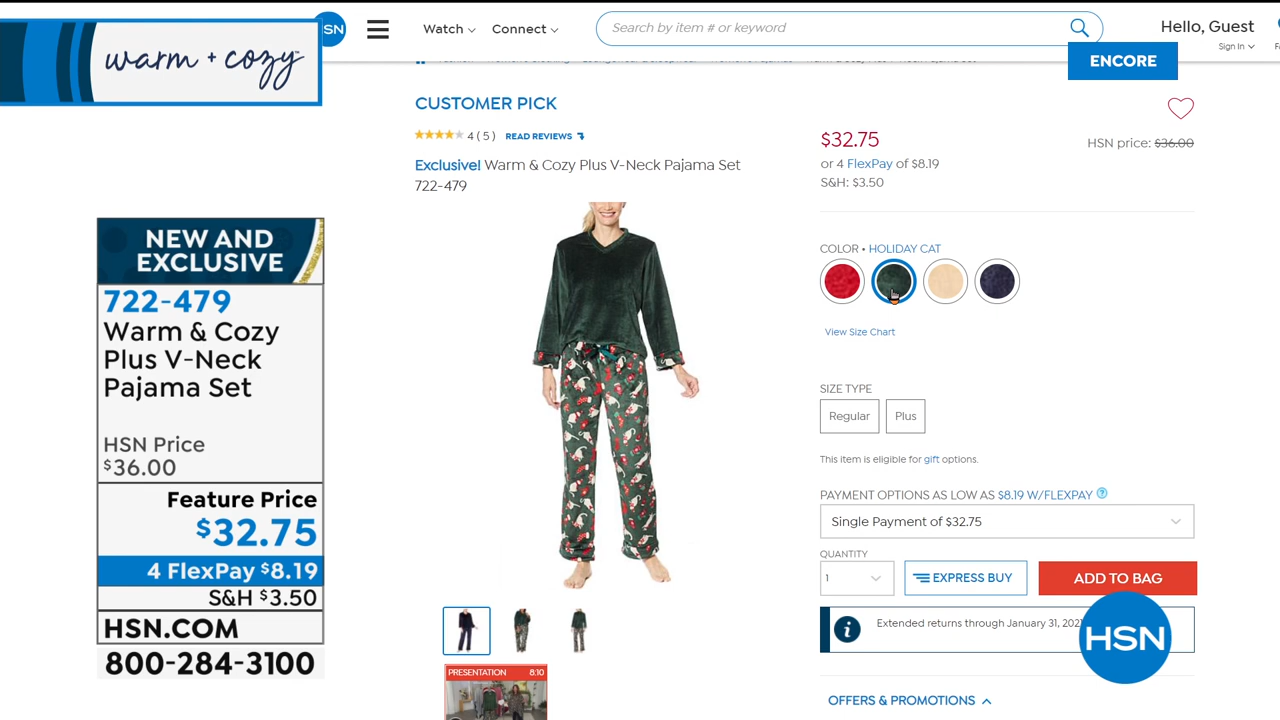 warm + cozy™
HSN
Watch
Connect
Search by item # or keyword
Hello, Guest
Sign In
ENCORE
CUSTOMER PICK
4 ( 5 ) READ REVIEWS
Exclusive! Warm & Cozy Plus V-Neck Pajama Set
722-479
$32.75
HSN price: $36.00
or 4 FlexPay of $8.19
S&H: $3.50
COLOR • HOLIDAY CAT
View Size Chart
SIZE TYPE
Regular
Plus
This item is eligible for gift options.
PAYMENT OPTIONS AS LOW AS $8.19 W/FLEXPAY
Single Payment of $32.75
QUANTITY
1
EXPRESS BUY
ADD TO BAG
Extended returns through January 31, 202
HSN
OFFERS & PROMOTIONS
PRESENTATION 8:10
NEW AND
EXCLUSIVE
722-479
Warm & Cozy
Plus V-Neck
Pajama Set
HSN Price
$36.00
Feature Price
$32.75
4 FlexPay $8.19
S&H $3.50
HSN.COM
800-284-3100